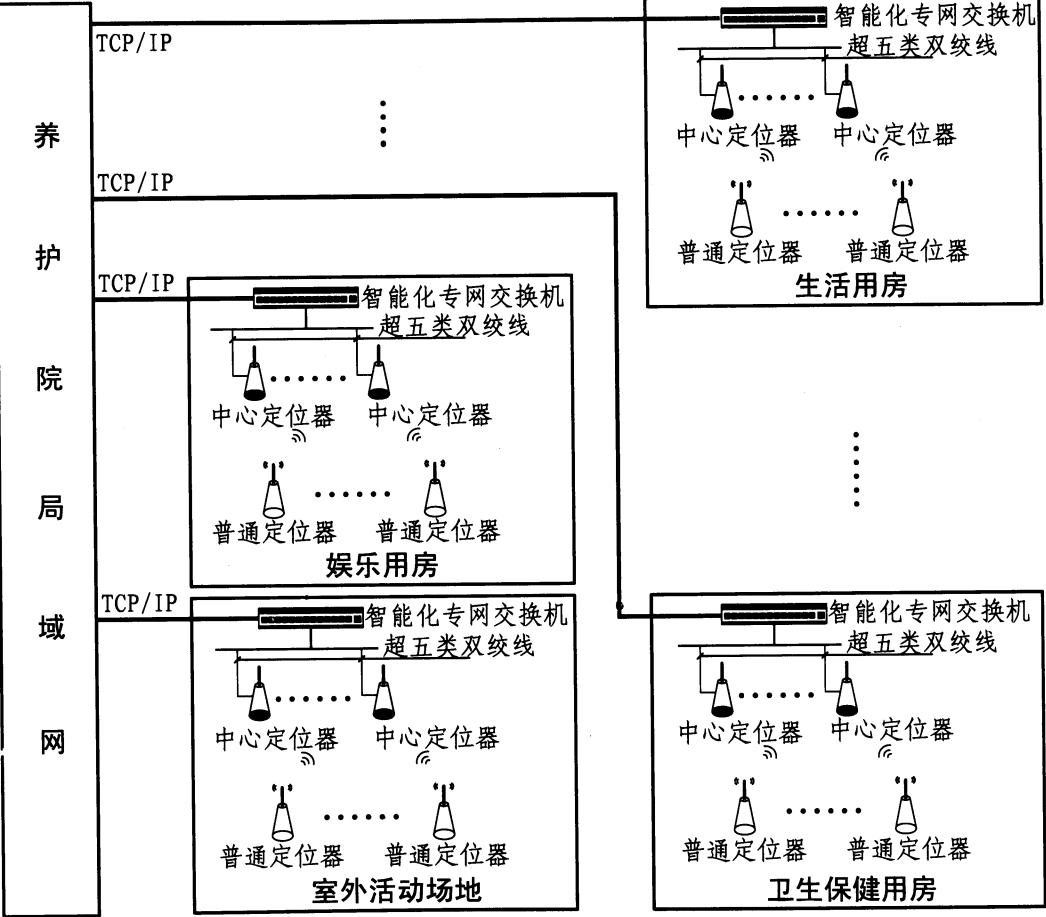 养护院局域网
TCP/IP
智能化专网交换机
超五类双绞线
中心定位器 中心定位器
普通定位器 普通定位器
生活用房
TCP/IP
TCP/IP
智能化专网交换机
超五类双绞线
中心定位器 中心定位器
普通定位器 普通定位器
娱乐用房
TCP/IP
智能化专网交换机
超五类双绞线
中心定位器 中心定位器
普通定位器 普通定位器
室外活动场地
智能化专网交换机
超五类双绞线
中心定位器 中心定位器
普通定位器 普通定位器
卫生保健用房